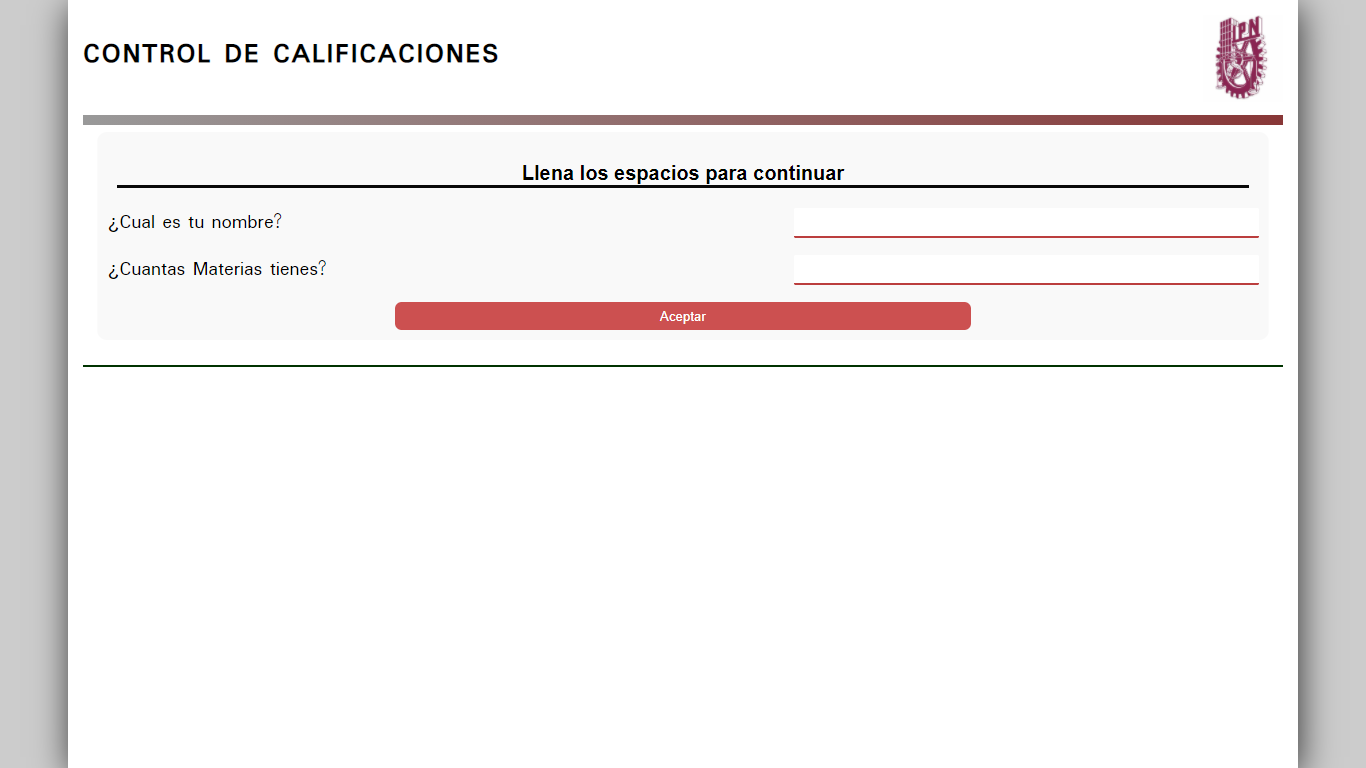 CONTROL DE CALIFICACIONES
IPN
Llena los espacios para continuar
¿Cual es tu nombre?
¿Cuantas Materias tienes?
Aceptar